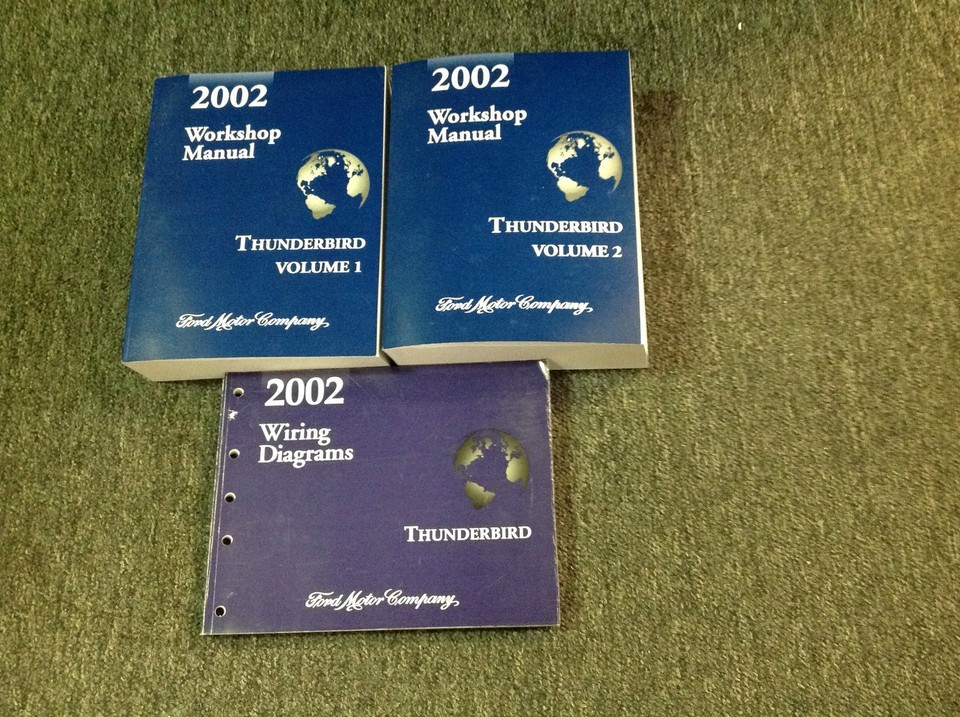 2002
Workshop
Manual
THUNDERBIRD
VOLUME 1
Ford Motor Company,
2002
Workshop
Manual
THUNDERBIRD
VOLUME 2
Ford Motor Company,
2002
Wiring
Diagrams
THUNDERBIRD
Ford Motor Company,